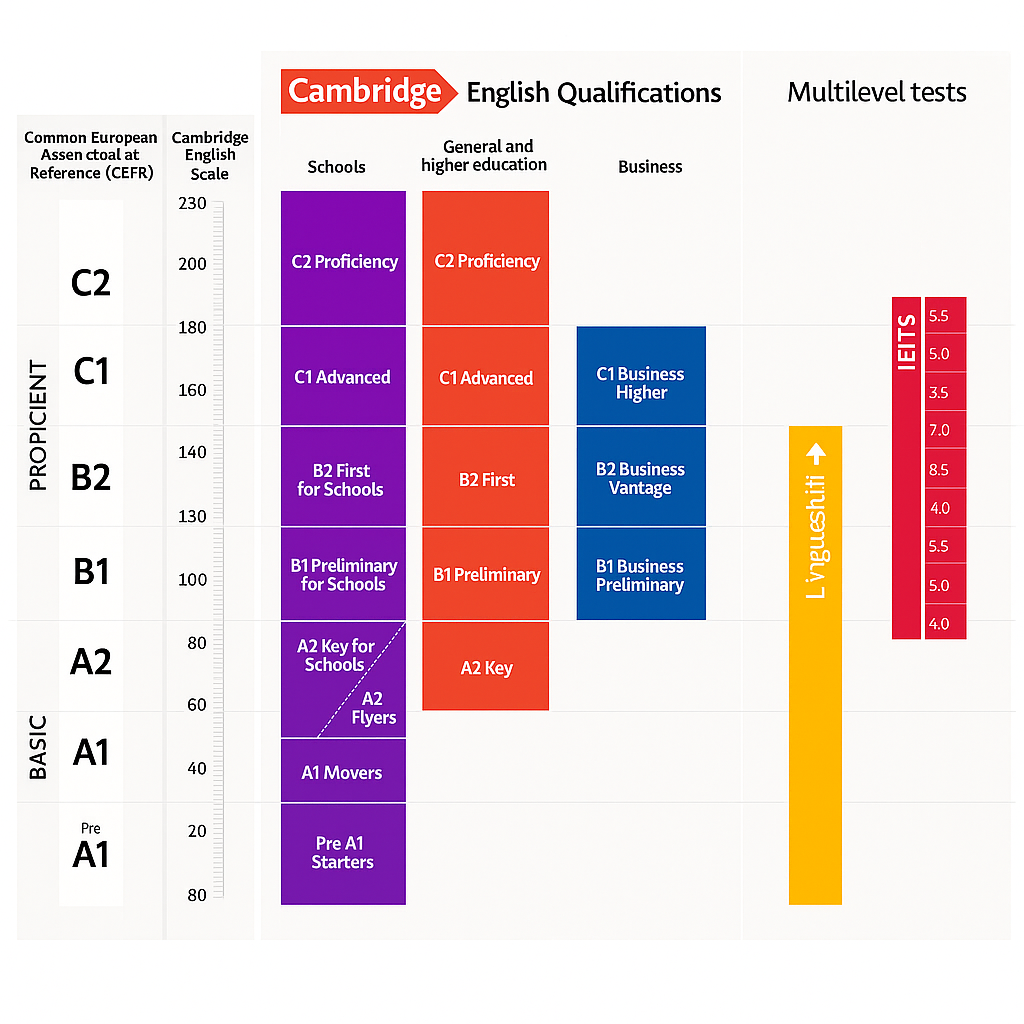 Cambridge English Qualifications
Multilevel tests
Common European
Assen ctoal at
Reference (CEFR)
Cambridge
English
Scale
Schools
General and
higher education
Business
230
200
180
160
140
130
100
80
60
40
20
80
PROPICIENT
BASIC
C2
C1
B2
B1
A2
A1
Pre
A1
C2 Proficiency
C1 Advanced
B2 First
for Schools
B1 Preliminary
for Schools
A2 Key for
Schools
A2
Flyers
A1 Movers
Pre A1
Starters
C2 Proficiency
C1 Advanced
B2 First
B1 Preliminary
A2 Key
C1 Business
Higher
B2 Business
Vantage
B1 Business
Preliminary
IEITS
5.5
5.0
3.5
7.0
8.5
4.0
5.5
5.0
4.0